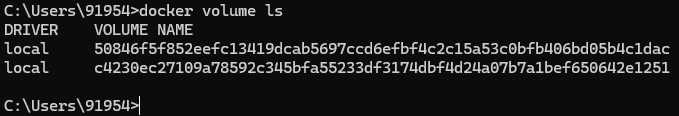 C:\Users\91954>docker volume ls
DRIVER    VOLUME NAME
local     50846f5f852eefc13419dcab5697ccd6efbf4c2c15a53c0bfb406bd05b4c1dac
local     c4230ec27109a78592c345bfa55233df3174dbf4d24a07b7a1bef650642e1251
C:\Users\91954>